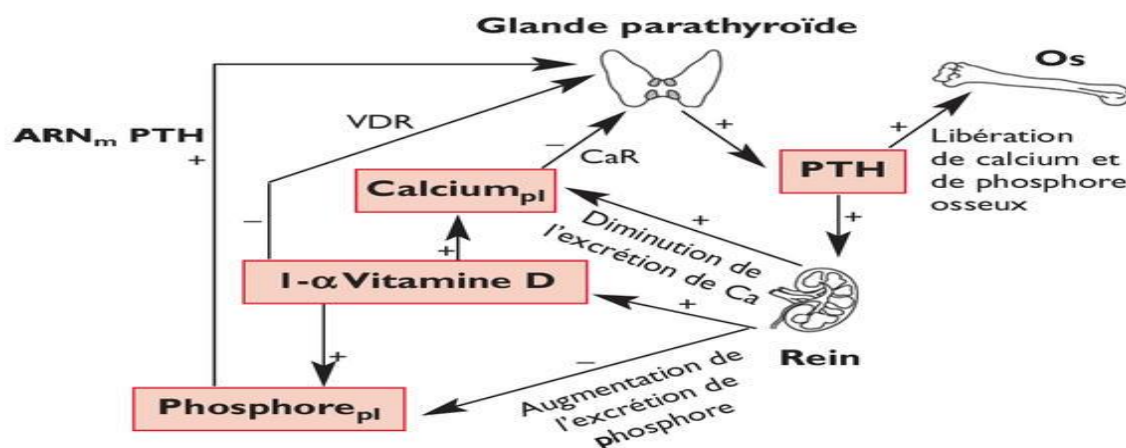 Glande parathyroïde
Os
ARNm PTH
+
VDR
−
CaR
+
+
Libération
de calcium et
de phosphore
osseux
PTH
Calciumpl
−
+
+
Diminution de
l'excrétion de Ca
+
1-α Vitamine D
+
Rein
+
−
Augmentation de
l'excrétion de
phosphore
Phosphorepl